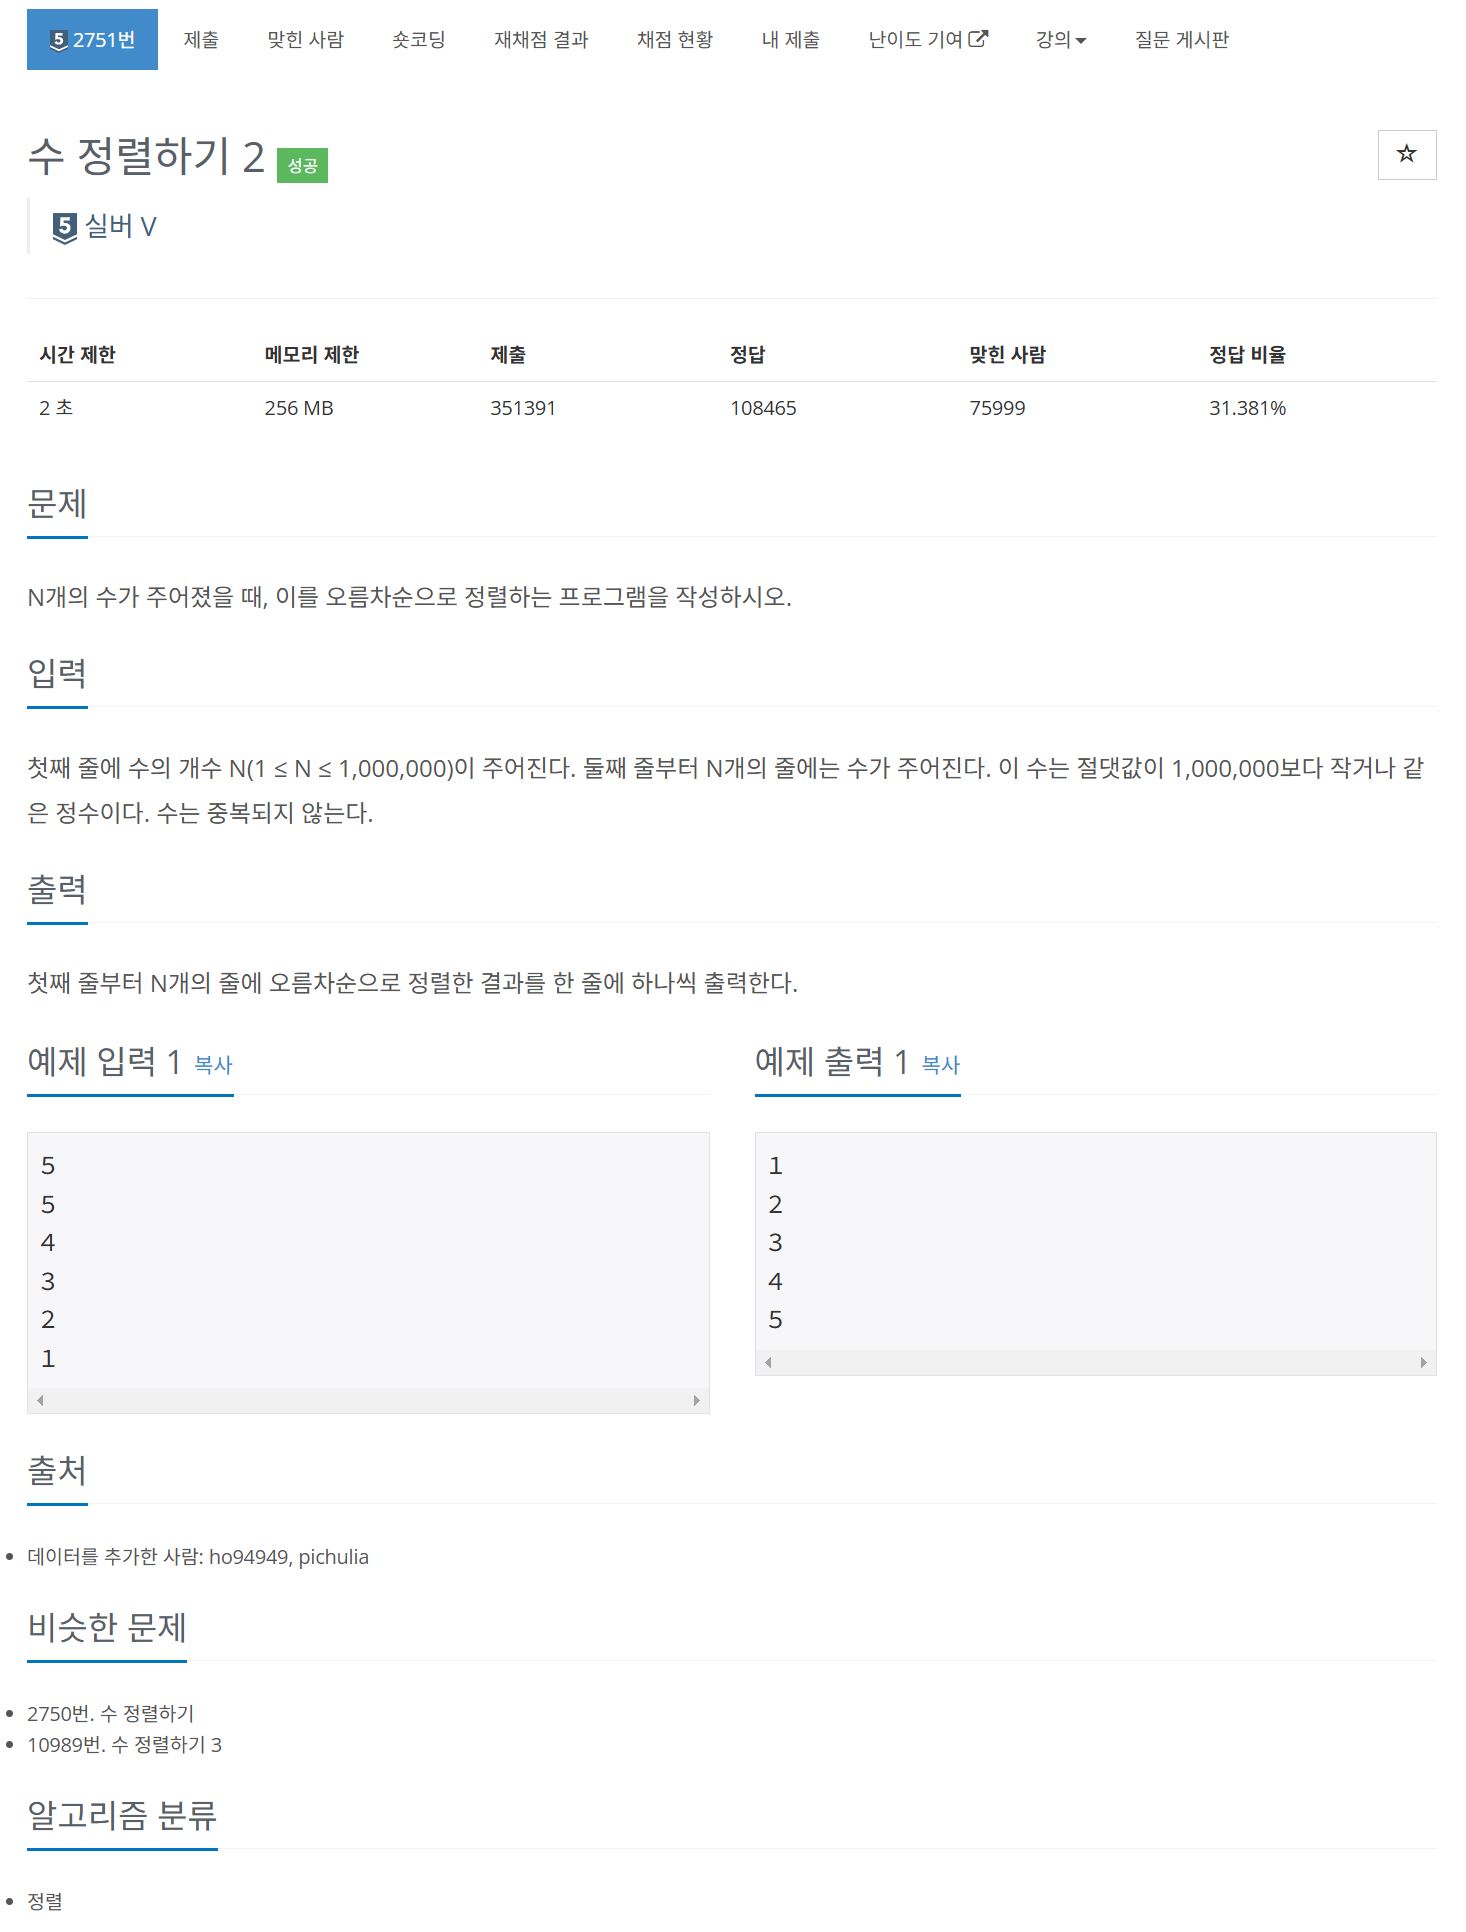 5 2751번 제출 맞힌 사람 숏코딩 재채점 결과 채점 현황 내 제출 난이도 기여 강의 질문 게시판
수 정렬하기 2 성공
5 실버 V
시간 제한 메모리 제한 제출 정답 맞힌 사람 정답 비율
2 초 256 MB 351391 108465 75999 31.381%
문제
N개의 수가 주어졌을 때, 이를 오름차순으로 정렬하는 프로그램을 작성하시오.
입력
첫째 줄에 수의 개수 N(1 ≤ N ≤ 1,000,000)이 주어진다. 둘째 줄부터 N개의 줄에는 수가 주어진다. 이 수는 절댓값이 1,000,000보다 작거나 같
은 정수이다. 수는 중복되지 않는다.
출력
첫째 줄부터 N개의 줄에 오름차순으로 정렬한 결과를 한 줄에 하나씩 출력한다.
예제 입력 1 복사
5
5
4
3
2
1
예제 출력 1 복사
1
2
3
4
5
출처
데이터를 추가한 사람: ho94949, pichulia
비슷한 문제
2750번. 수 정렬하기
10989번. 수 정렬하기 3
알고리즘 분류
정렬